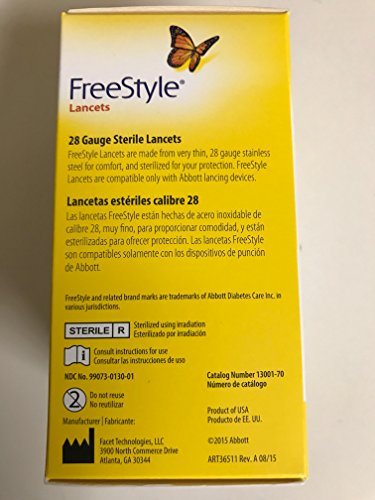 FreeStyle®
Lancets
28 Gauge Sterile Lancets
FreeStyle Lancets are made from very thin, 28 gauge stainless
steel for comfort, and sterilized for your protection. FreeStyle
Lancets are compatible only with Abbott lancing devices.
Lancetas estériles calibre 28
Las lancetas FreeStyle están hechas de acero inoxidable de
calibre 28, muy fino, para proporcionar comodidad, y están
esterilizadas para ofrecer protección. Las lancetas FreeStyle
son compatibles solamente con los dispositivos de punción
de Abbott.
FreeStyle and related brand marks are trademarks of Abbott Diabetes Care Inc. in
various jurisdictions.
STERILE R
Sterilized using irradiation
Esterilizado por irradiación
i
Consult instructions for use
Consultar las instrucciones de uso
NDC No. 99073-0130-01
Catalog Number 13001-70
Número de catálogo
2
Do not reuse
No reutilizar
Product of USA
Producto de EE. UU.
Manufacturer | Fabricante:
Facet Technologies, LLC
3900 North Commerce Drive
Atlanta, GA 30344
©2015 Abbott
ART36511 Rev. A 08/15